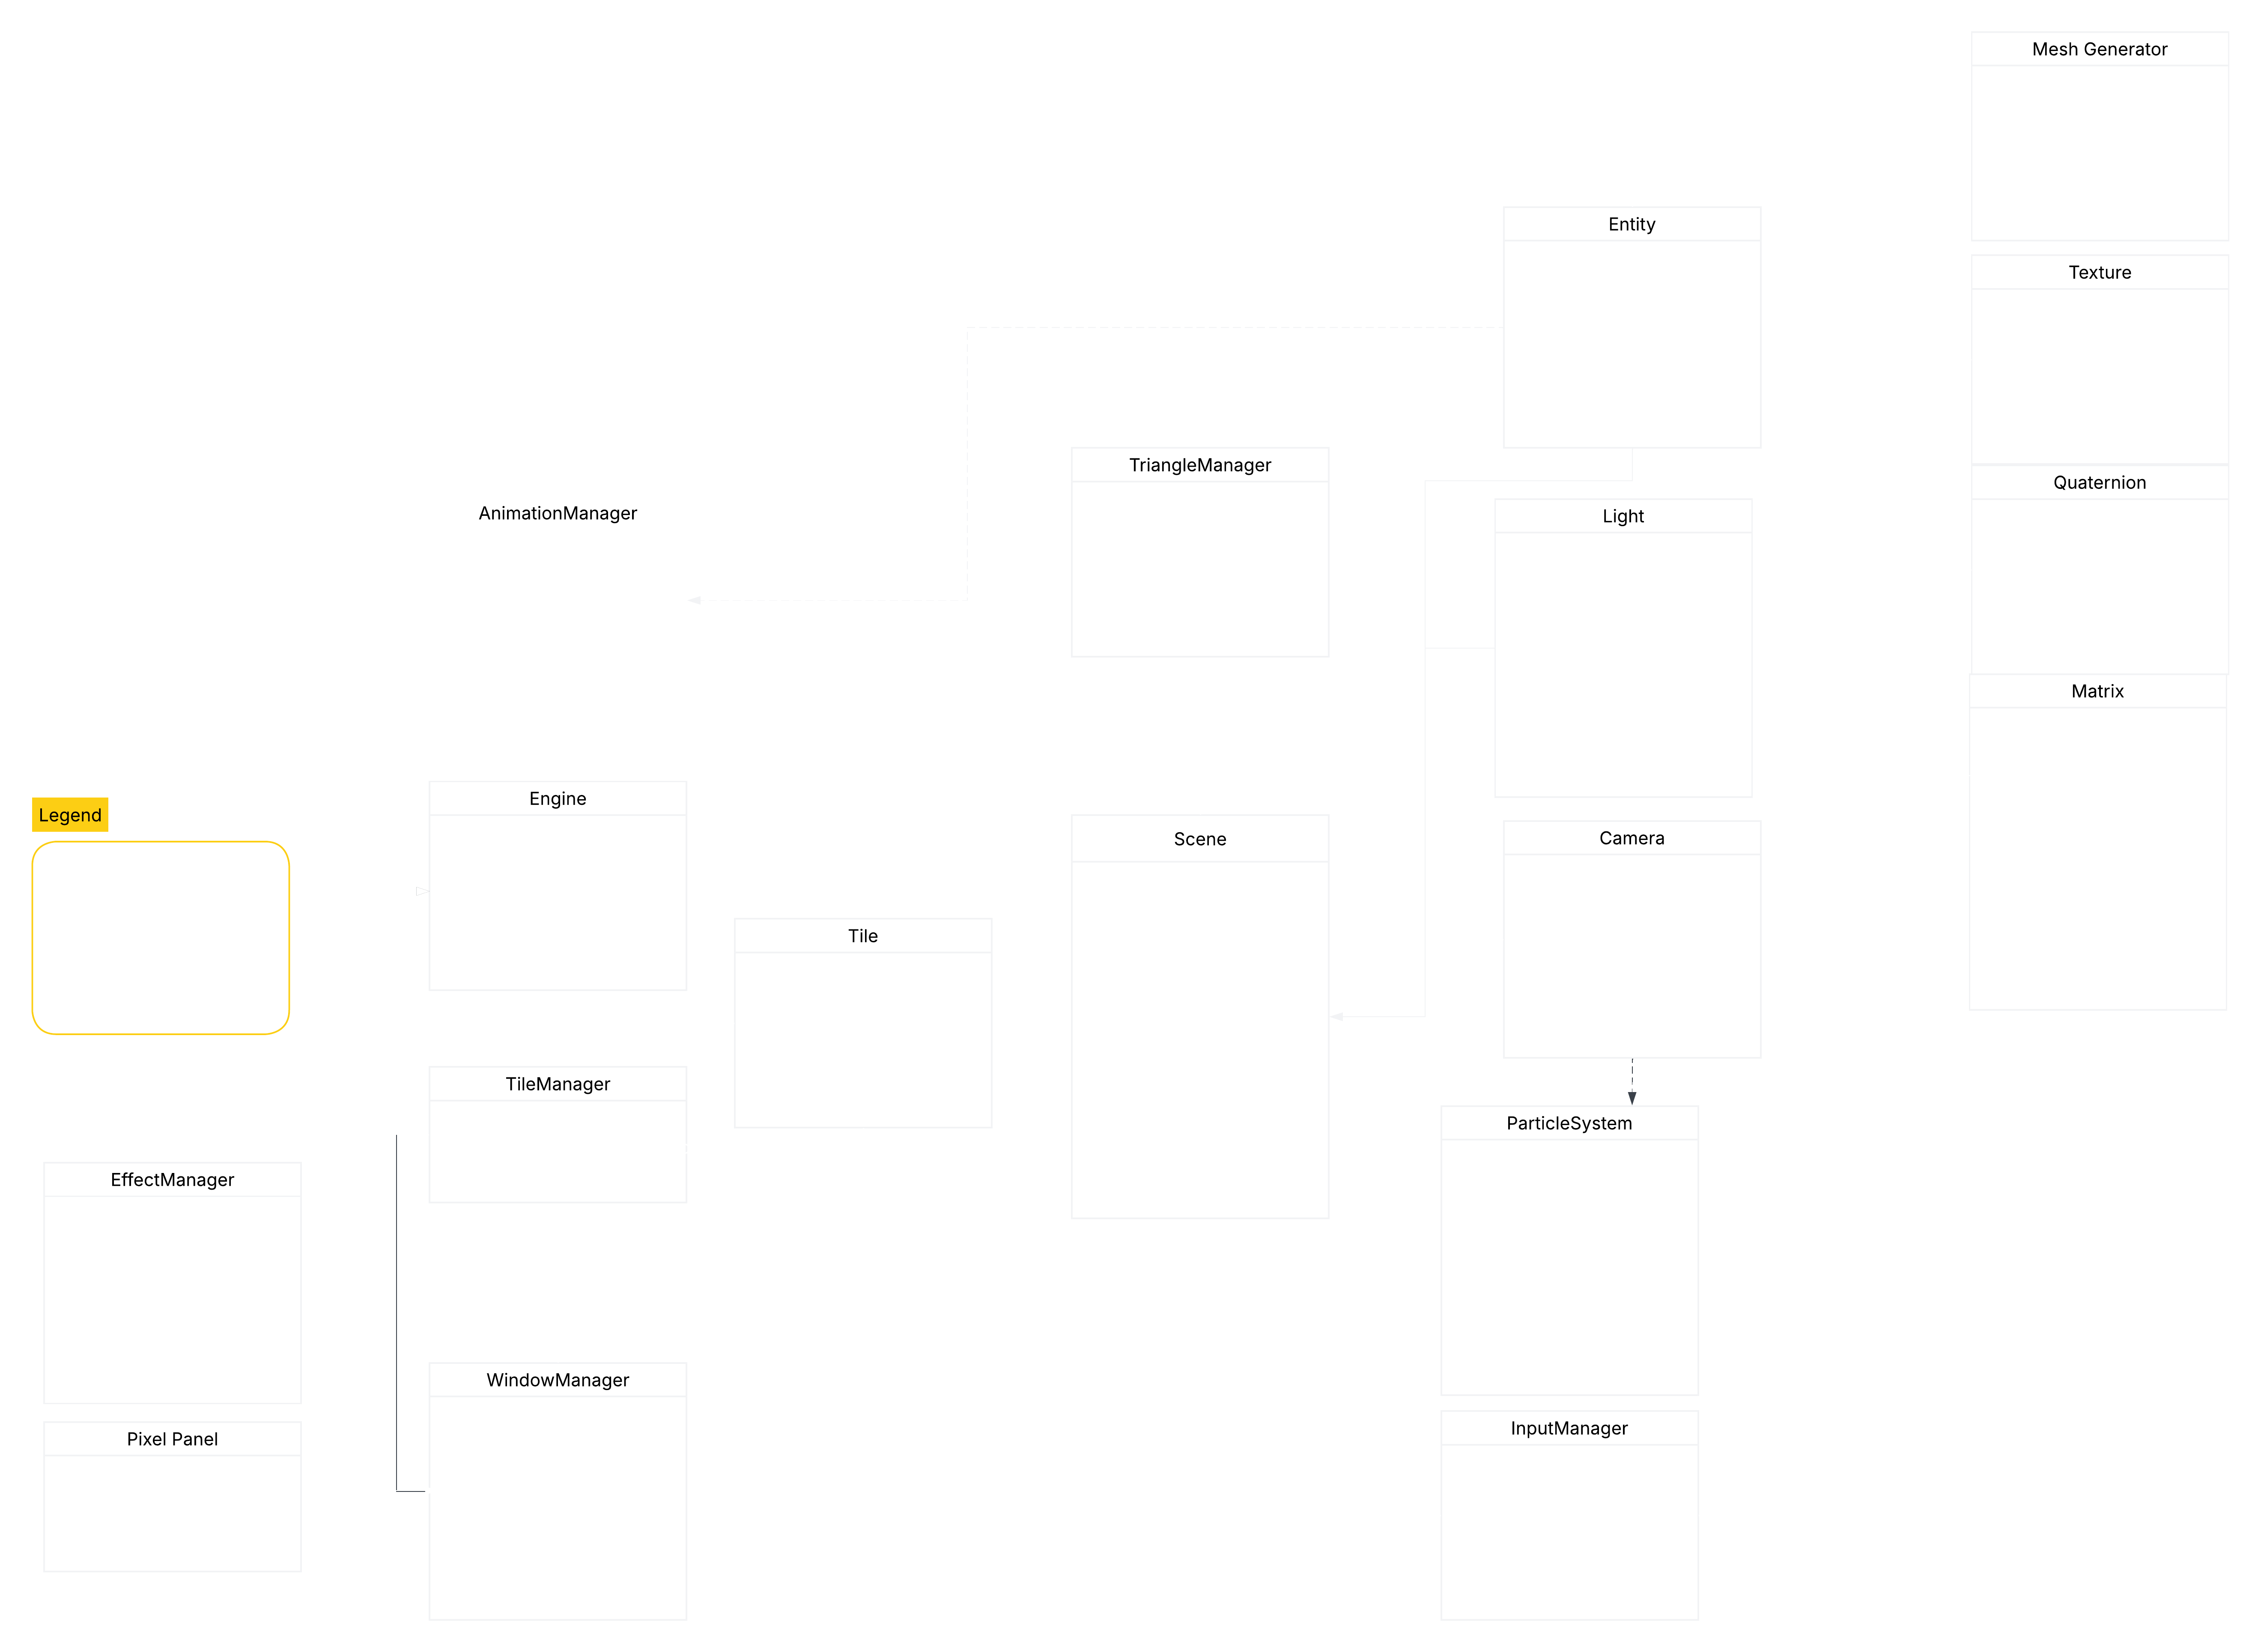 Mesh Generator
Entity
Texture
TriangleManager
Quaternion
AnimationManager
Light
Matrix
Engine
Legend
Scene
Camera
Tile
TileManager
ParticleSystem
EffectManager
WindowManager
InputManager
Pixel Panel